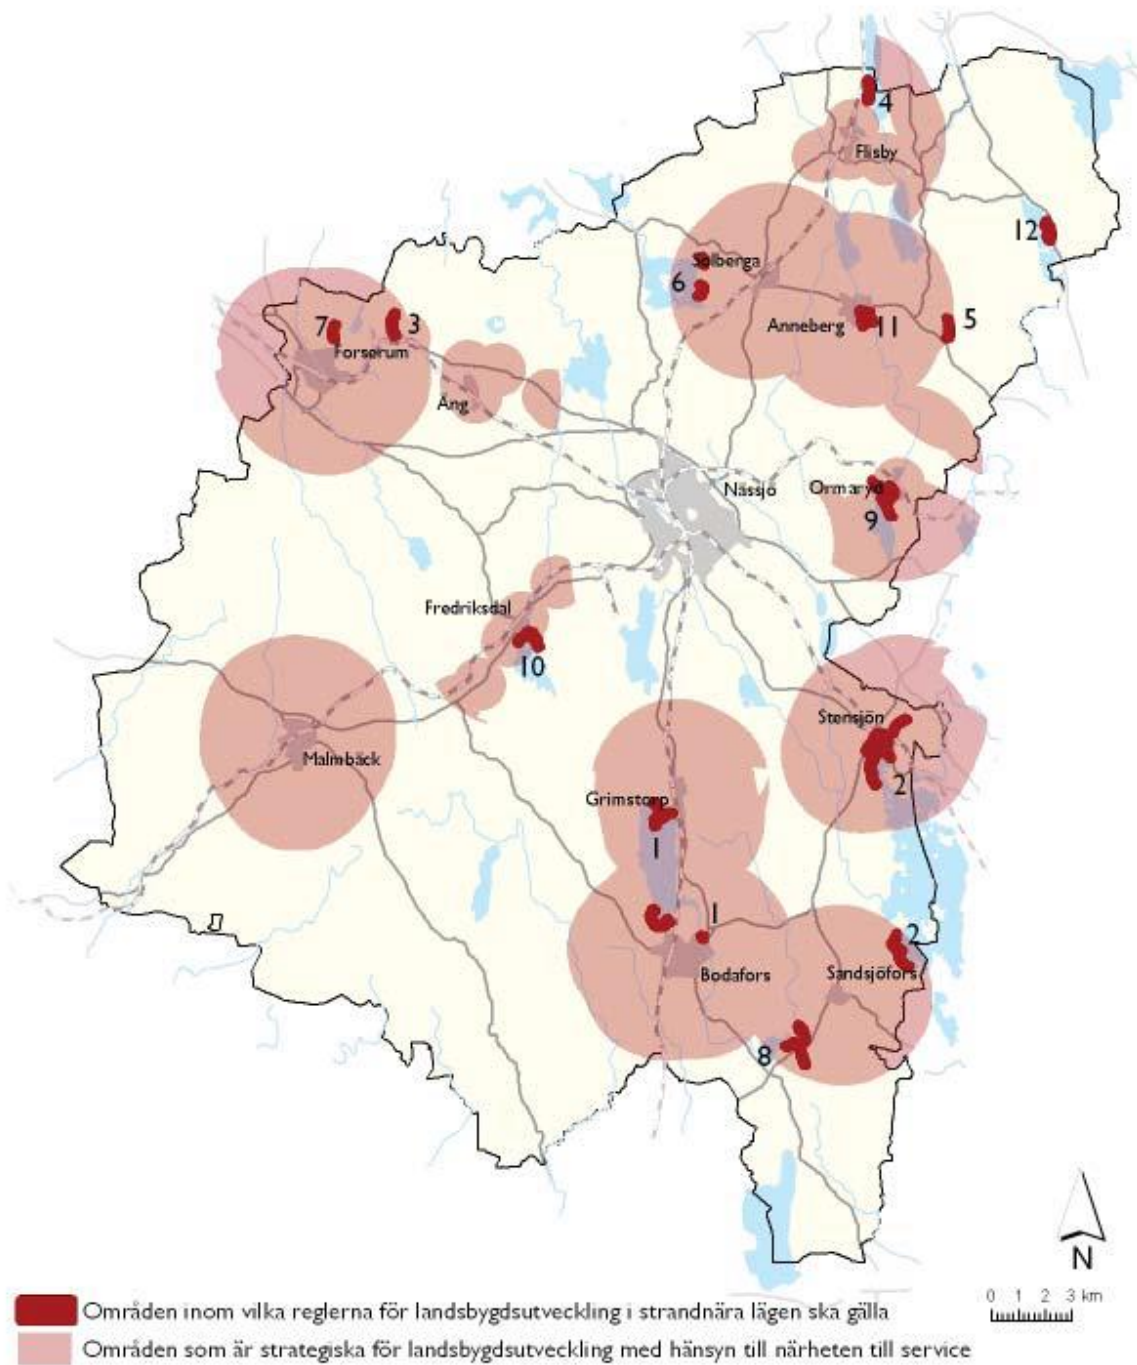 4
Flisby
12
Solberga
6
Anneberg
11
5
7
3
Forserum
Äng
Nässjö
Ormaryd
9
Fredriksdal
10
Stensjön
2
Malmbäck
Grimstorp
1
1
2
Bodafors
Sandsjöfors
8
N
0 1 2 3 km
Områden inom vilka reglerna för landsbygdsutveckling i strandnära lägen ska gälla
Områden som är strategiska för landsbygdsutveckling med hänsyn till närheten till service